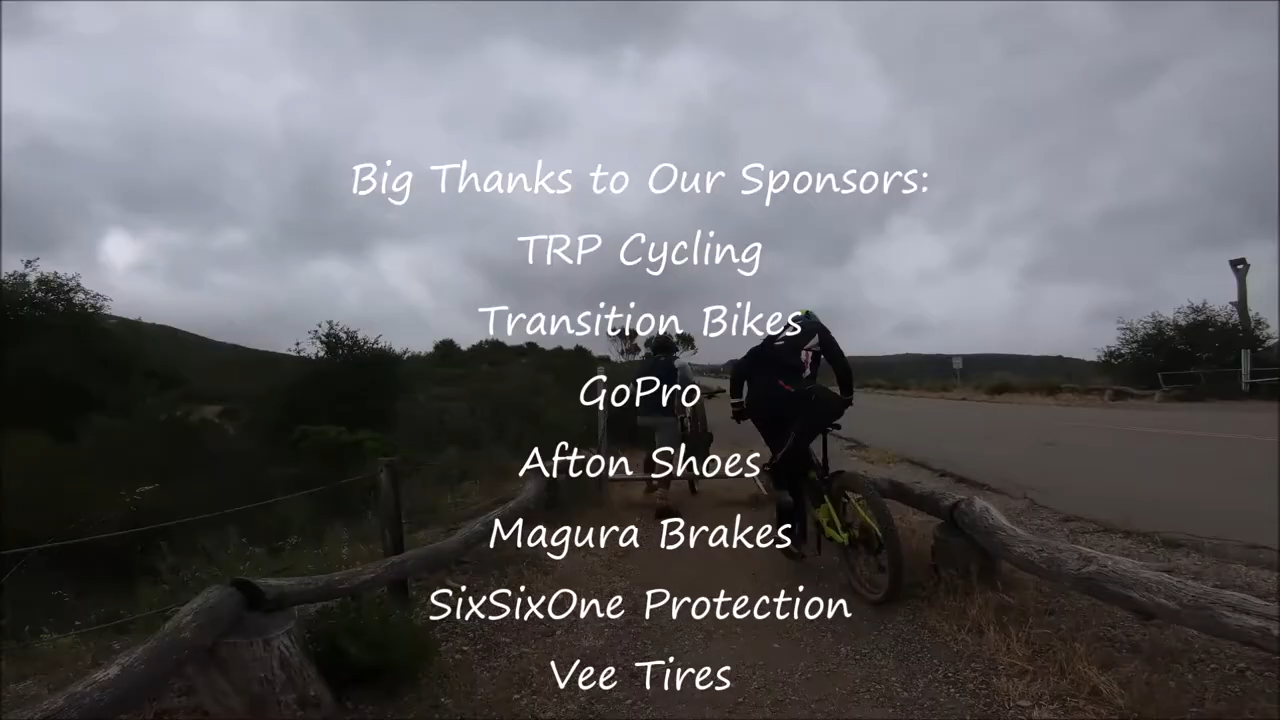 Big Thanks to Our Sponsors:
TRP Cycling
Transition Bikes
GoPro
Afton Shoes
Magura Brakes
SixSixOne Protection
Vee Tires